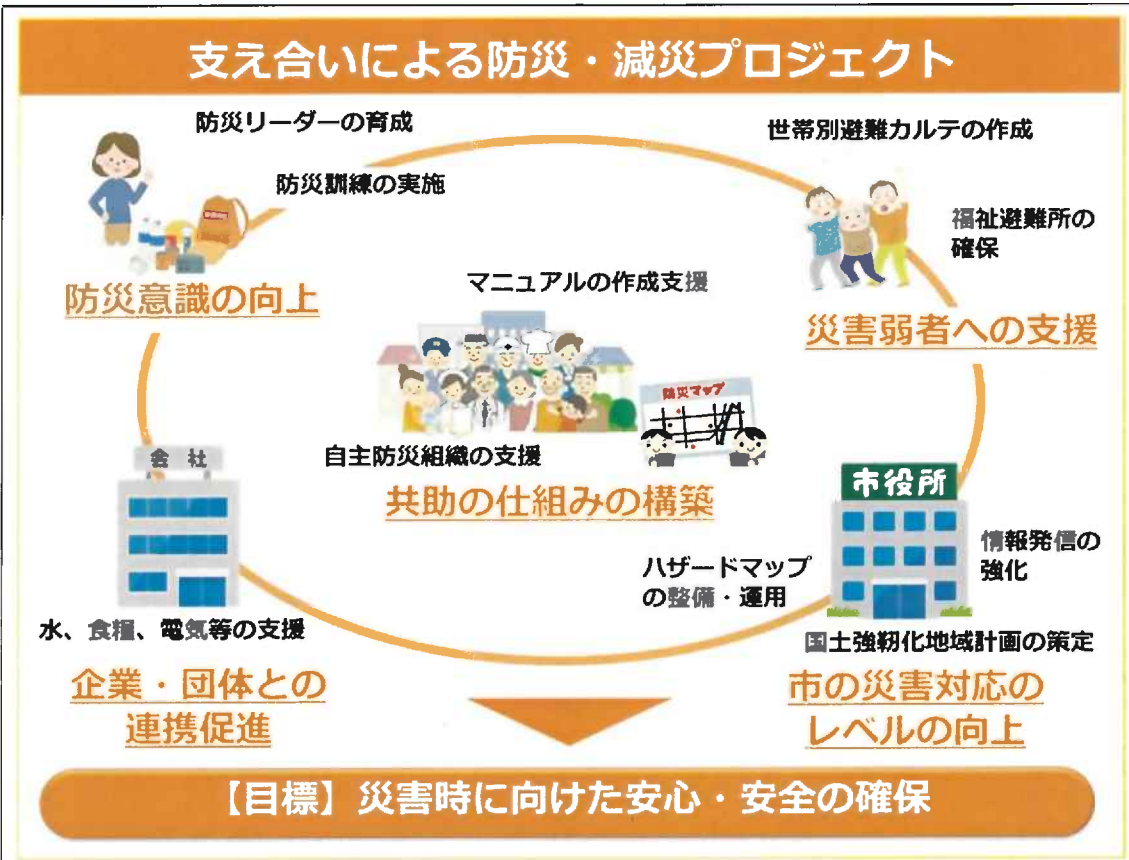 支え合いによる防災・減災プロジェクト
防災リーダーの育成
防災訓練の実施
防災意識の向上
世帯別避難カルテの作成
福祉避難所の
確保
災害弱者への支援
マニュアルの作成支援
防災マップ
自主防災組織の支援
共助の仕組みの構築
会社
水、食糧、電気等の支援
企業・団体との
連携促進
市役所
情報発信の
強化
ハザードマップ
の整備・運用
国土強靭化地域計画の策定
市の災害対応の
レベルの向上
【目標】災害時に向けた安心・安全の確保